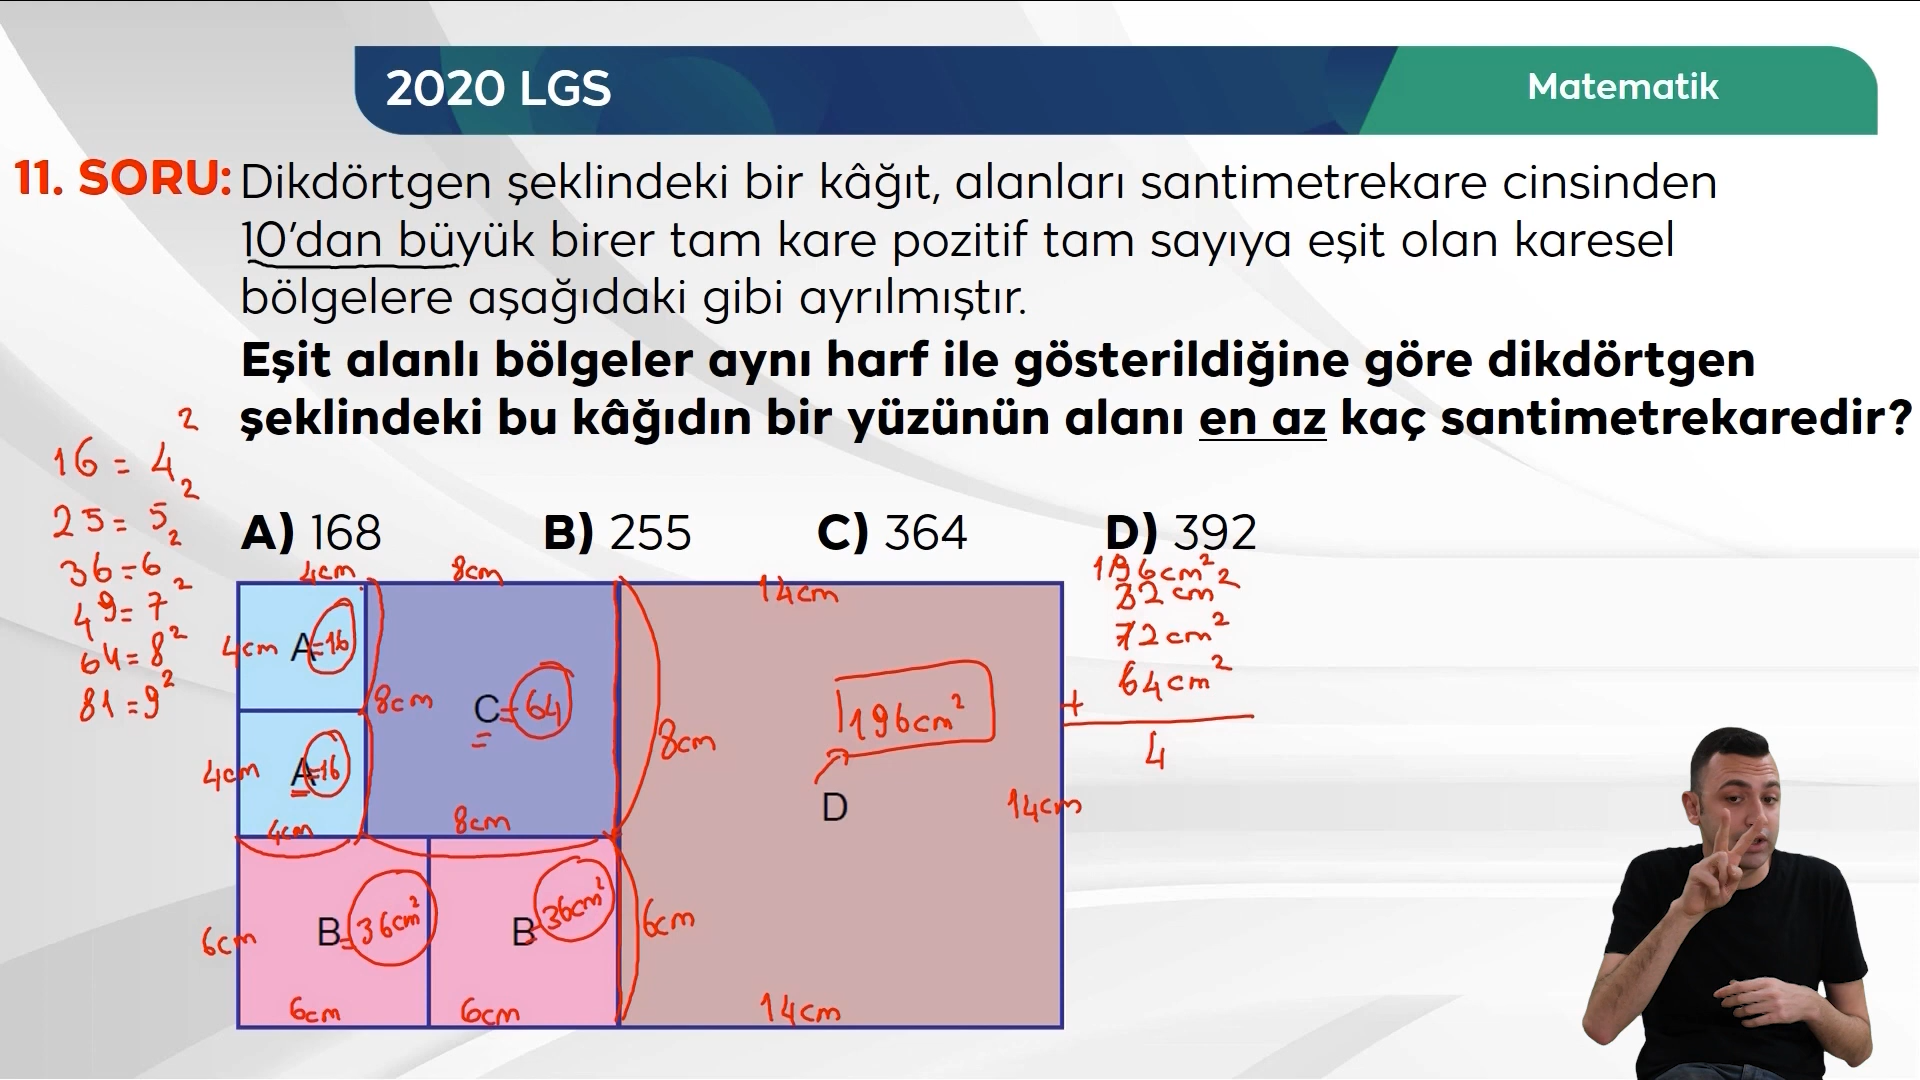 2020 LGS
Matematik
11. SORU: Dikdörtgen şeklindeki bir kâğıt, alanları santimetrekare cinsinden
10’dan büyük birer tam kare pozitif tam sayıya eşit olan karesel
bölgelere aşağıdaki gibi ayrılmıştır.
Eşit alanlı bölgeler aynı harf ile gösterildiğine göre dikdörtgen
şeklindeki bu kâğıdın bir yüzünün alanı en az kaç santimetrekaredir?
16 = 4²
25 = 5²
36 = 6²
49 = 7²
64 = 8²
81 = 9²
A) 168 B) 255 C) 364 D) 392
4cm 8cm 14cm
4cm A=16
8cm C=64
8cm
4cm A=16
4cm 8cm
196cm²
D
14cm
6cm B=36cm² B=36cm² 6cm
6cm 6cm 14cm
196cm²
32cm²
72cm²
64cm²
+
4